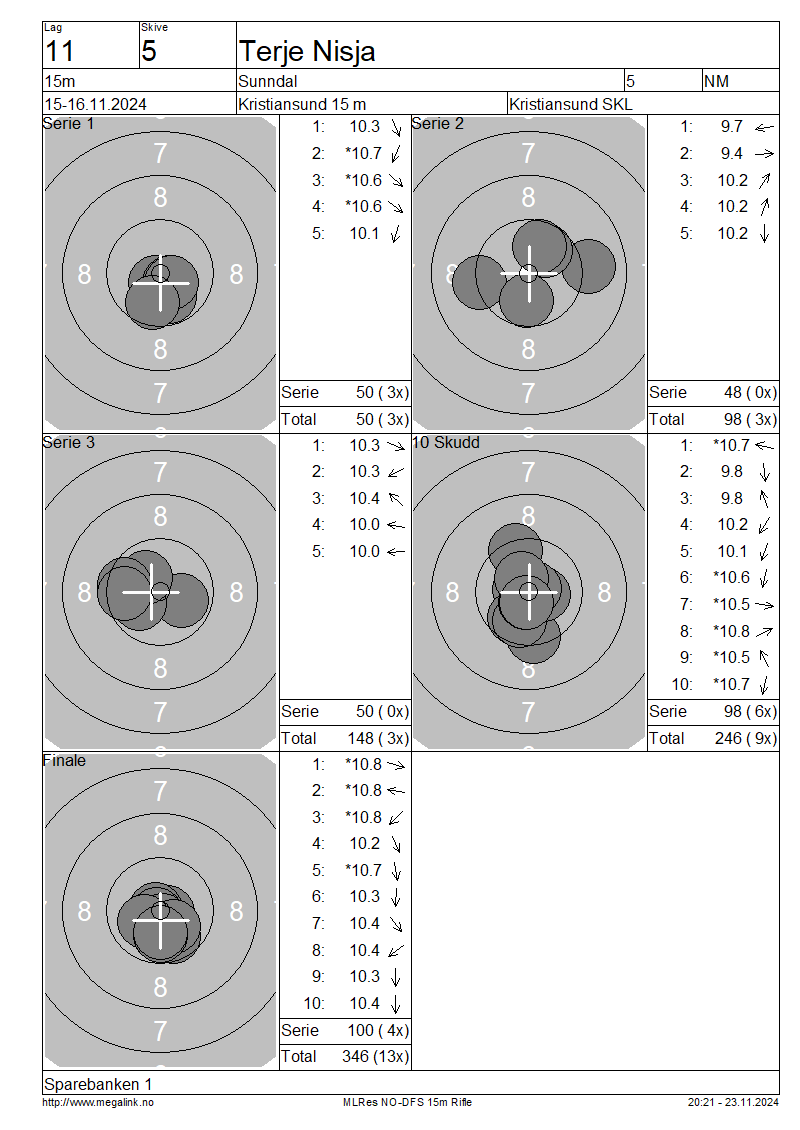 Lag
Skive
11
5
Terje Nisja
15m
Sunndal
5
NM
15-16.11.2024
Kristiansund 15 m
Kristiansund SKL
Serie 1
7
8
8
8
8
7
1: 10.3
2: *10.7
3: *10.6
4: *10.6
5: 10.1
Serie 50 ( 3x)
Total 50 ( 3x)
Serie 2
7
8
8
8
7
1: 9.7
2: 9.4
3: 10.2
4: 10.2
5: 10.2
Serie 48 ( 0x)
Total 98 ( 3x)
Serie 3
7
8
8
8
8
7
1: 10.3
2: 10.3
3: 10.4
4: 10.0
5: 10.0
Serie 50 ( 0x)
Total 148 ( 3x)
10 Skudd
7
8
8
8
8
7
1: *10.7
2: 9.8
3: 9.8
4: 10.2
5: 10.1
6: *10.6
7: *10.5
8: *10.8
9: *10.5
10: *10.7
Serie 98 ( 6x)
Total 246 ( 9x)
Finale
7
8
8
8
8
7
1: *10.8
2: *10.8
3: *10.8
4: 10.2
5: *10.7
6: 10.3
7: 10.4
8: 10.4
9: 10.3
10: 10.4
Serie 100 ( 4x)
Total 346 (13x)
Sparebanken 1
http://www.megalink.no
MLRes NO-DFS 15m Rifle
20:21 - 23.11.2024